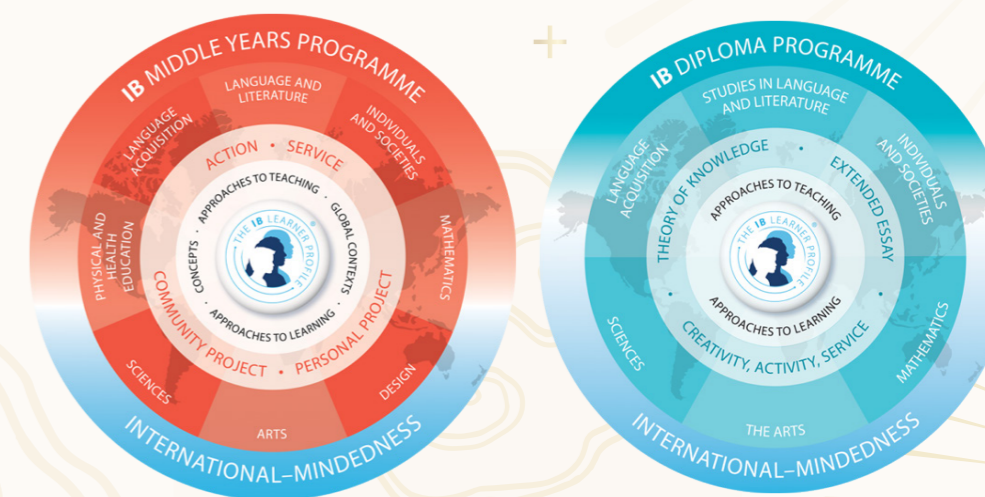 IB MIDDLE YEARS PROGRAMME
LANGUAGE AND
LITERATURE
INDIVIDUALS
AND SOCIETIES
MATHEMATICS
DESIGN
ARTS
SCIENCES
PHYSICAL AND
HEALTH
EDUCATION
LANGUAGE
ACQUISITION
ACTION • SERVICE
COMMUNITY PROJECT • PERSONAL PROJECT
APPROACHES TO TEACHING · GLOBAL CONTEXTS ·
APPROACHES TO LEARNING · CONCEPTS ·
THE IB LEARNER PROFILE®
INTERNATIONAL–MINDEDNESS
IB DIPLOMA PROGRAMME
STUDIES IN LANGUAGE
AND LITERATURE
INDIVIDUALS
AND SOCIETIES
MATHEMATICS
THE ARTS
SCIENCES
LANGUAGE
ACQUISITION
THEORY OF KNOWLEDGE • EXTENDED ESSAY •
CREATIVITY, ACTIVITY, SERVICE •
APPROACHES TO TEACHING
APPROACHES TO LEARNING
THE IB LEARNER PROFILE®
INTERNATIONAL–MINDEDNESS